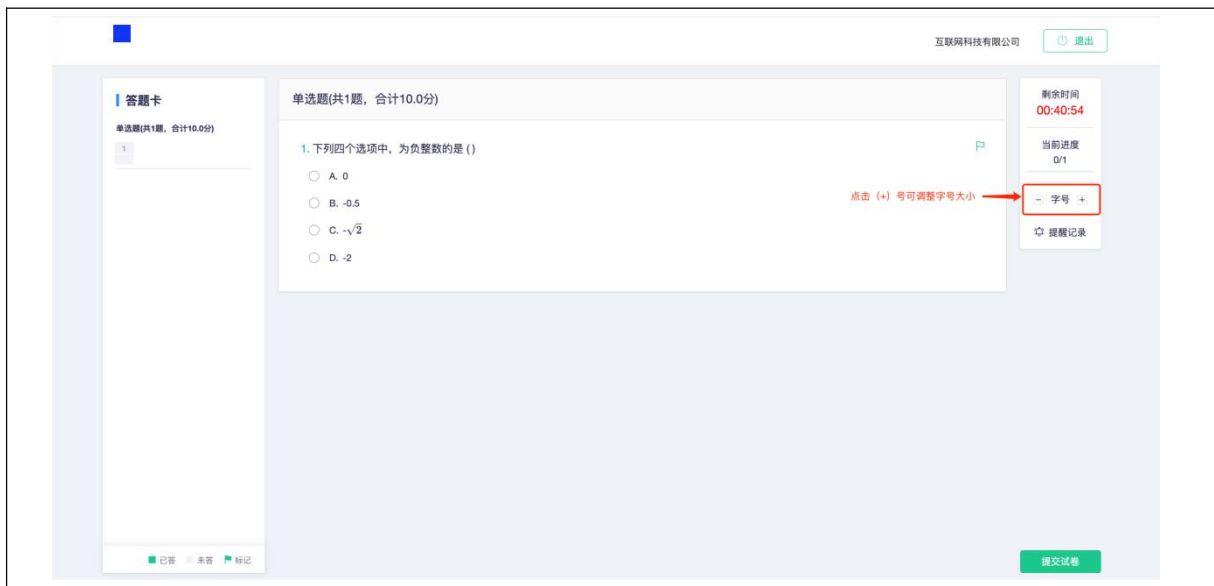 互联网科技有限公司
退出
答题卡
单选题(共1题，合计10.0分)
1
单选题(共1题，合计10.0分)
1. 下列四个选项中，为负整数的是 ( )
A. 0
B. -0.5
C. -√2
D. -2
点击（+）号可调整字号大小
剩余时间
00:40:54
当前进度
0/1
- 字号 +
提醒记录
已答 未答 标记
提交试卷